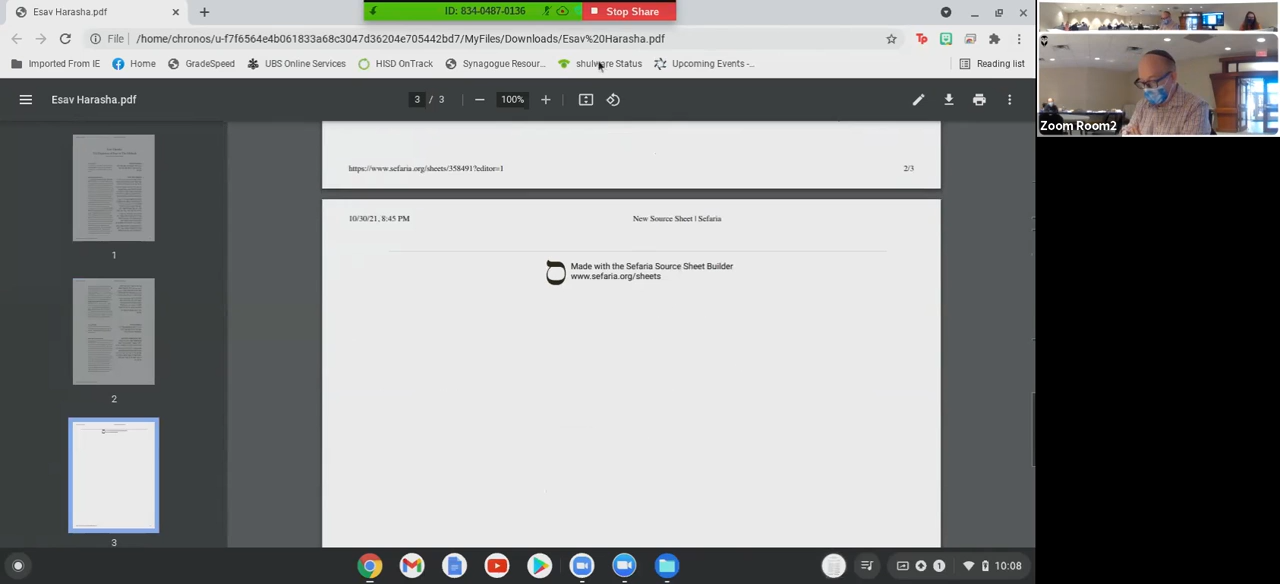 Esav Harasha.pdf
ID: 834-0487-0136
Stop Share
File
/home/chronos/u-f7f6564e4b061833a68c3047d36204e705442bd7/MyFiles/Downloads/Esav%20Harasha.pdf
Imported From IE
Home
GradeSpeed
UBS Online Services
HISD OnTrack
Synagogue Resour...
shulware Status
Upcoming Events -...
Reading list
Esav Harasha.pdf
3 / 3
100%
1
2
3
https://www.sefaria.org/sheets/358491?editor=1
2/3
10/30/21, 8:45 PM
New Source Sheet | Sefaria
Made with the Sefaria Source Sheet Builder
www.sefaria.org/sheets
Zoom Room2
1
10:08